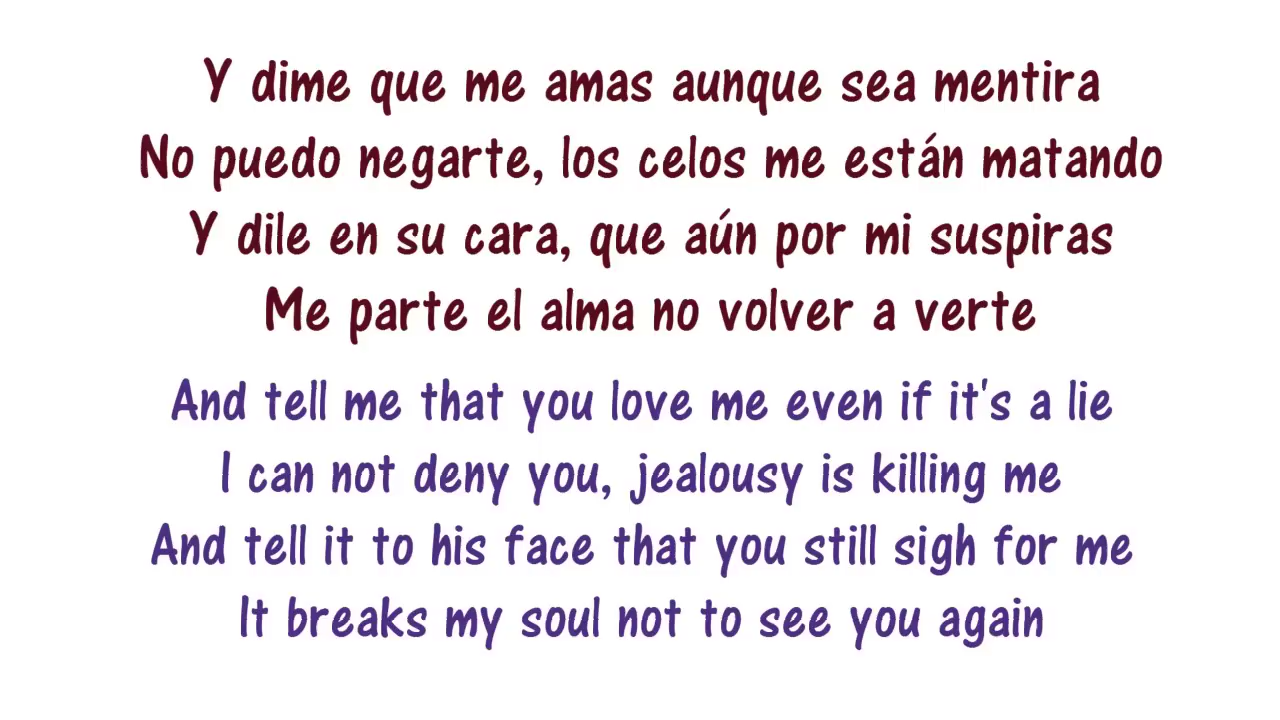 Y dime que me amas aunque sea mentira
No puedo negarte, los celos me están matando
Y dile en su cara, que aún por mi suspiras
Me parte el alma no volver a verte
And tell me that you love me even if it's a lie
I can not deny you, jealousy is killing me
And tell it to his face that you still sigh for me
It breaks my soul not to see you again